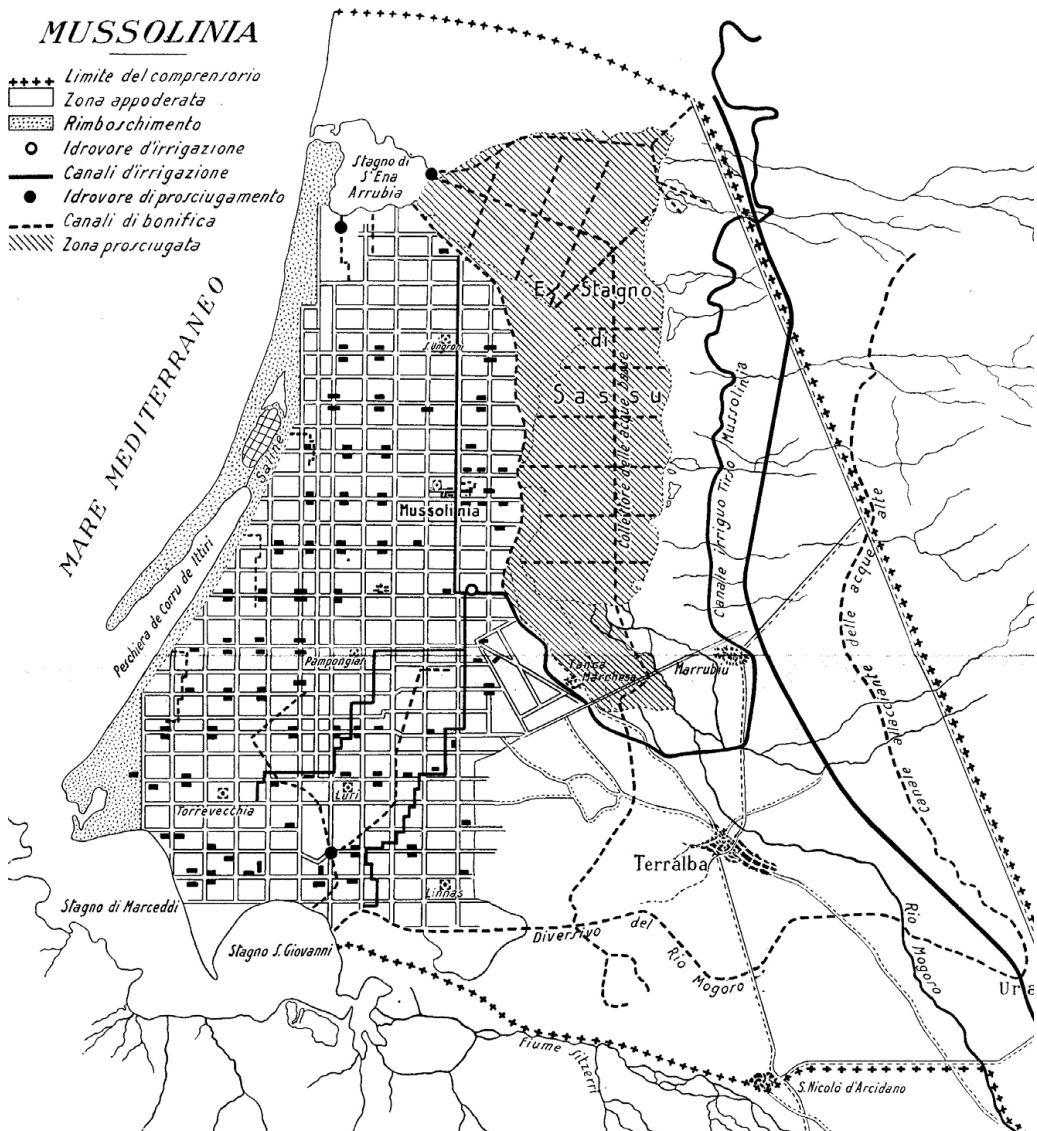 MUSSOLINIA
Limite del comprensorio
Zona appoderata
Rimboschimento
Idrovore d'irrigazione
Canali d'irrigazione
Idrovore di prosciugamento
Canali di bonifica
Zona prosciugata
Stagno di
S'Ena
Arrubia
MARE MEDITERRANEO
Ex Stagno
di
Sassu
S. Ungroni
Collettore delle acque basse
Canale irriguo Tirso Mussolinia
Canale allacciante delle acque alte
Saline
Mussolinia
Peschiera de Corru de Ittiri
Pampongias
Tanca
Marchesa
Marrubiu
Torrevecchia
Luri
Linnas
Terralba
Stagno di Marceddi
Stagno S. Giovanni
Diversivo del
Rio Mogoro
Rio
Mogoro
Ura
Fiume Sitzerri
S. Nicolò d'Arcidano